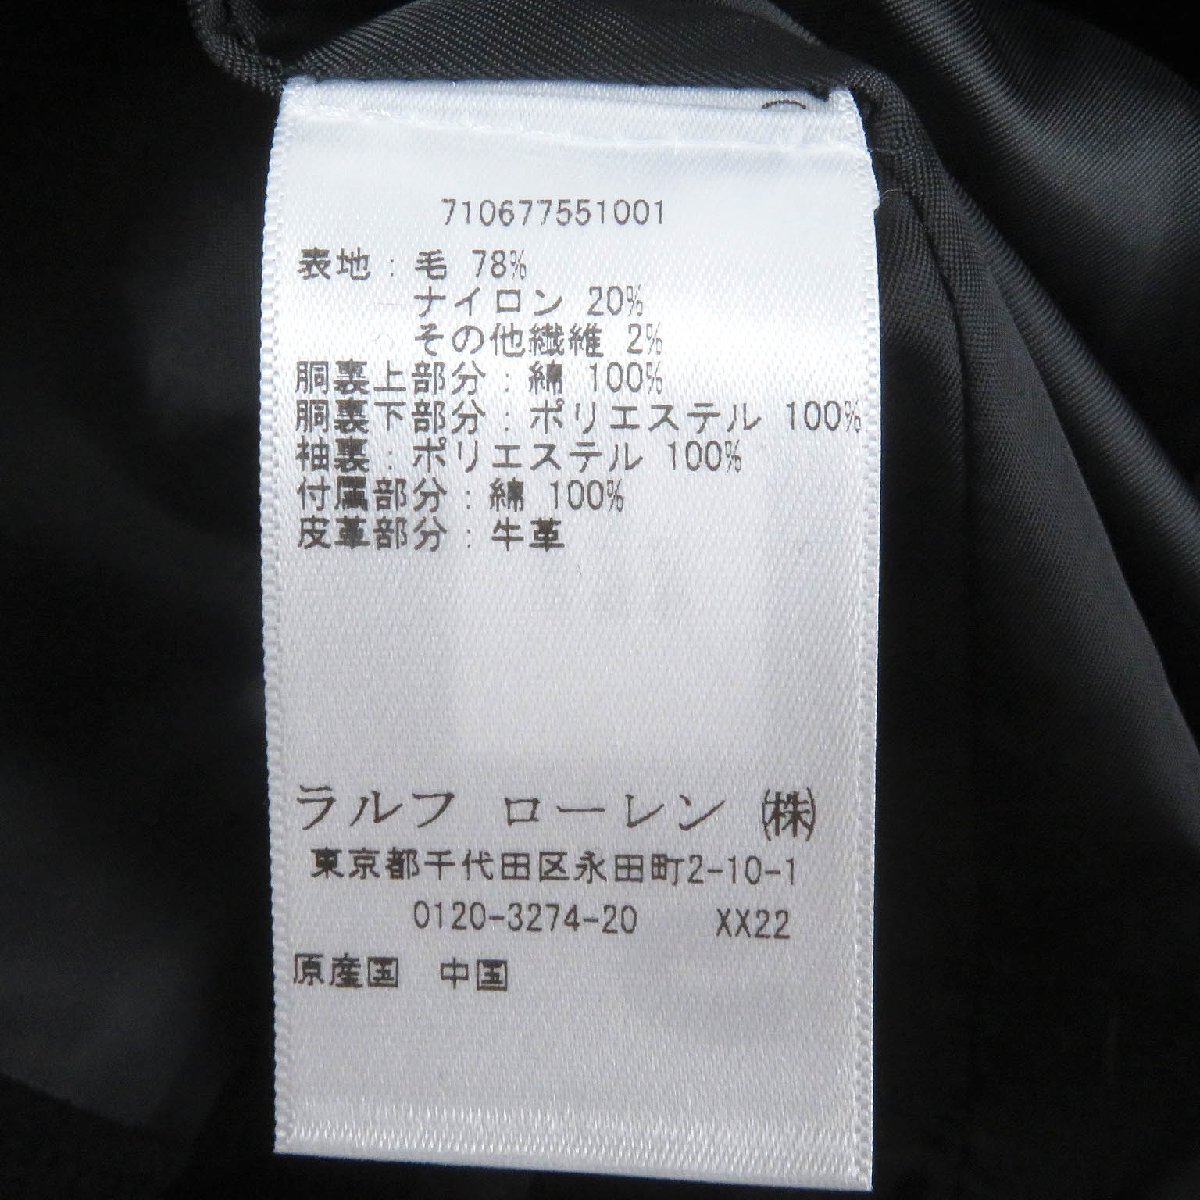 710677551001
表地：毛 78%
ナイロン 20%
その他繊維 2%
胴裏上部分：綿 100%
胴裏下部分：ポリエステル 100%
袖裏：ポリエステル 100%
付属部分：綿 100%
皮革部分：牛革
ラルフ ローレン ㈱
東京都千代田区永田町2-10-1
0120-3274-20 XX22
原産国 中国